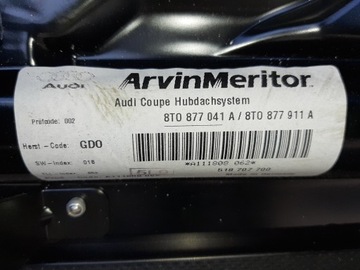 Audi
ArvinMeritor
Audi Coupe Hubdachsystem
8T0 877 041 A / 8T0 877 911 A
Prüfcode: 002
Herst-Code: GDO
SW-Index: 016
*A111808 062*